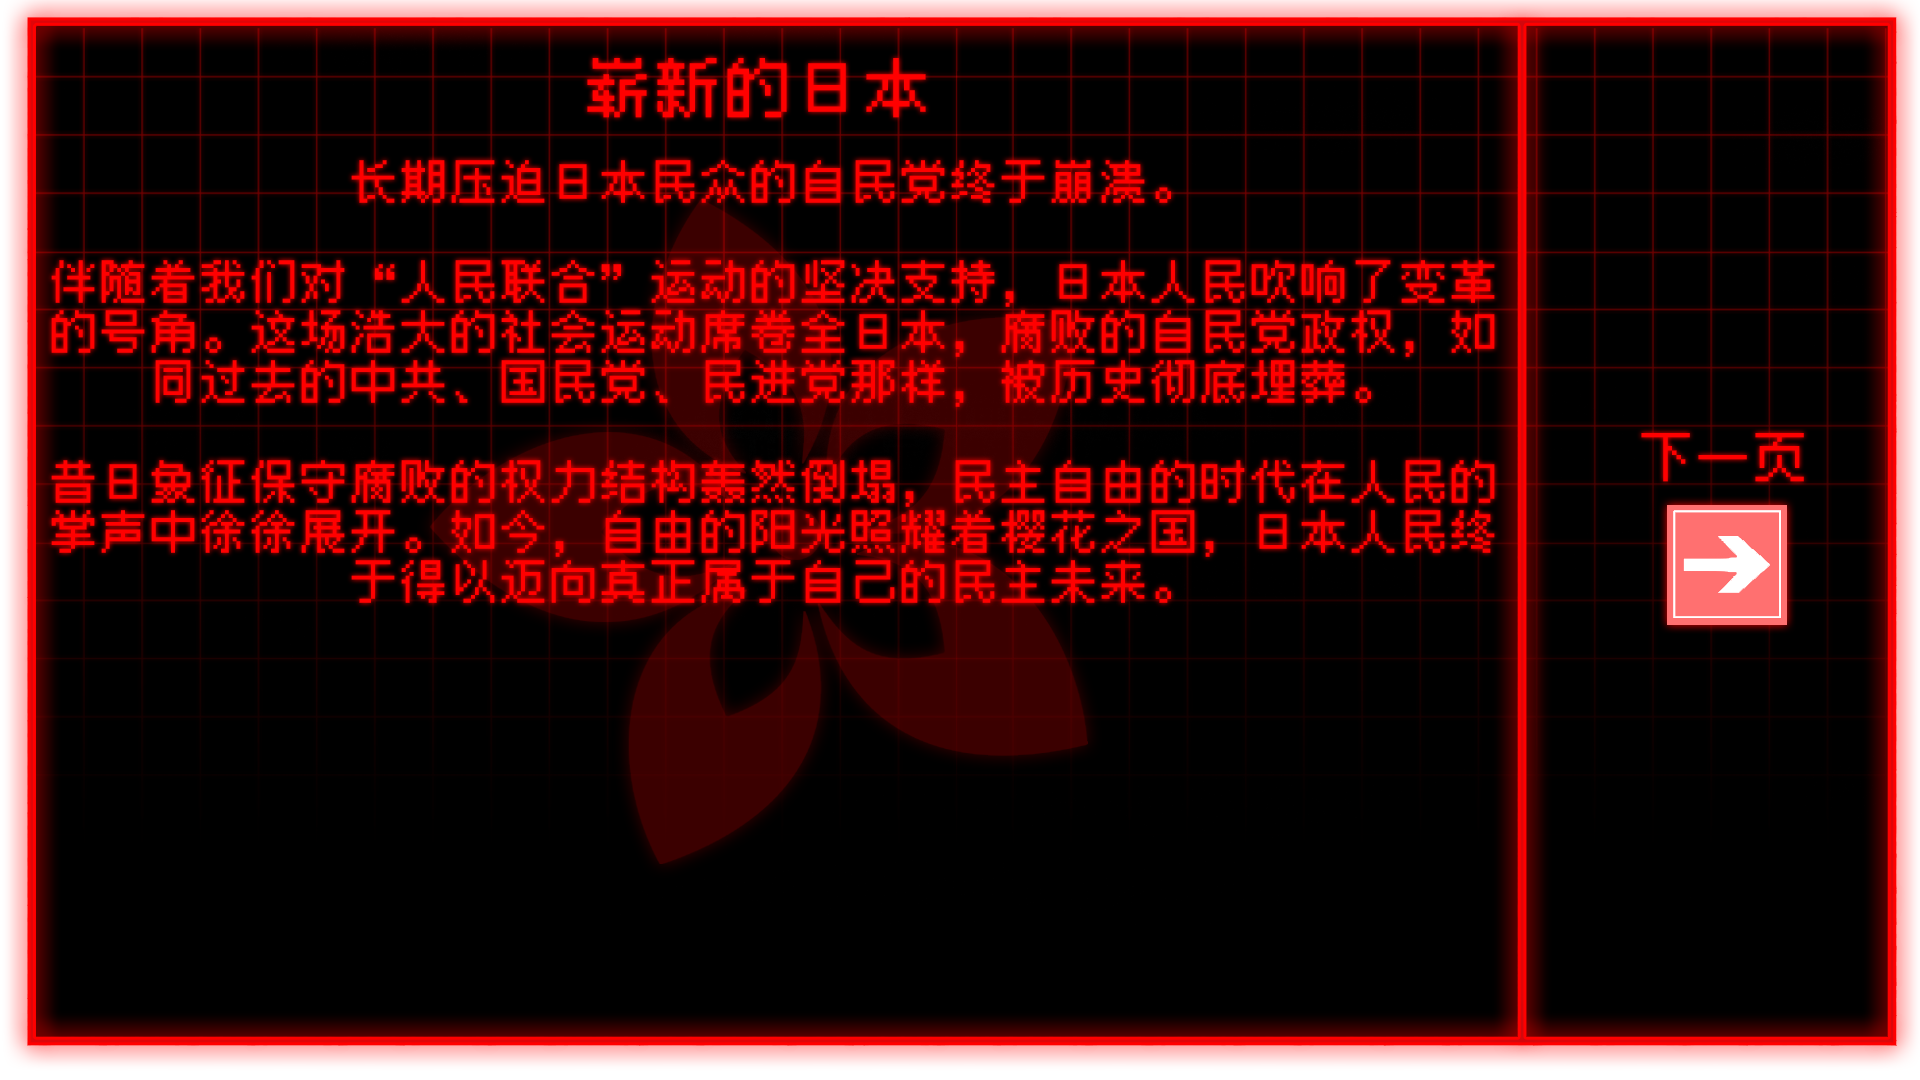 崭新的日本
长期压迫日本民众的自民党终于崩溃。
伴随着我们对“人民联合”运动的坚决支持，日本人民吹响了变革
的号角。这场浩大的社会运动席卷全日本，腐败的自民党政权，如
同过去的中共、国民党、民进党那样，被历史彻底埋葬。
昔日象征保守腐败的权力结构轰然倒塌，民主自由的时代在人民的
掌声中徐徐展开。如今，自由的阳光照耀着樱花之国，日本人民终
于得以迈向真正属于自己的民主未来。
下一页